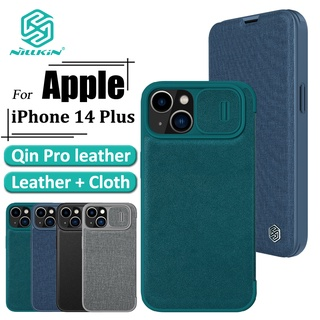 NILLKIN
For Apple
iPhone 14 Plus
Qin Pro leather
Leather + Cloth